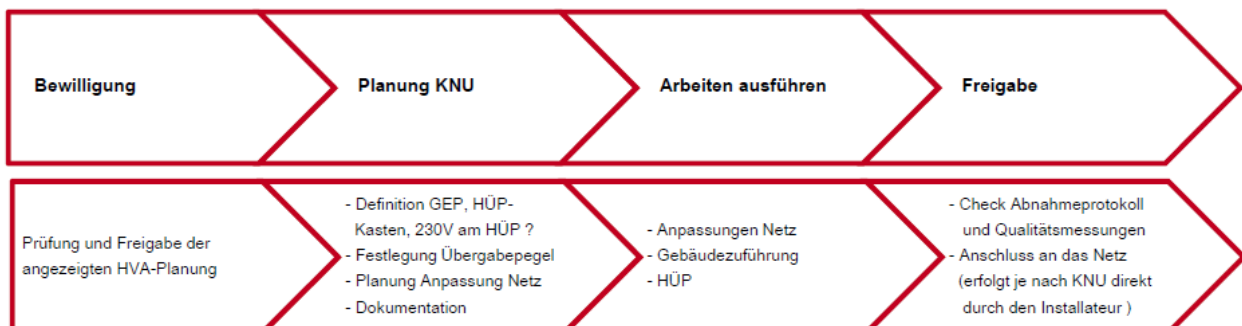 Bewilligung
Planung KNU
Arbeiten ausführen
Freigabe
Prüfung und Freigabe der
angezeigten HVA-Planung
- Definition GEP, HÜP-
Kasten, 230V am HÜP ?
- Festlegung Übergabepegel
- Planung Anpassung Netz
- Dokumentation
- Anpassungen Netz
- Gebäudezuführung
- HÜP
- Check Abnahmeprotokoll
und Qualitätsmessungen
- Anschluss an das Netz
(erfolgt je nach KNU direkt
durch den Installateur )